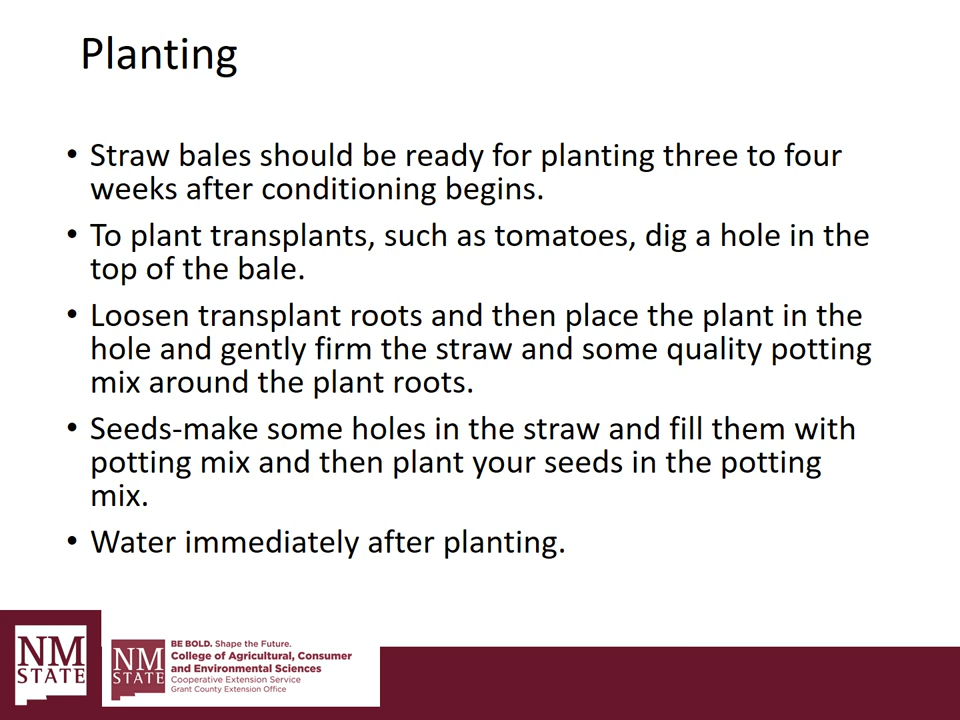 Planting
• Straw bales should be ready for planting three to four
weeks after conditioning begins.
• To plant transplants, such as tomatoes, dig a hole in the
top of the bale.
• Loosen transplant roots and then place the plant in the
hole and gently firm the straw and some quality potting
mix around the plant roots.
• Seeds-make some holes in the straw and fill them with
potting mix and then plant your seeds in the potting
mix.
• Water immediately after planting.
NM
STATE
NM
STATE
BE BOLD. Shape the Future.
College of Agricultural, Consumer
and Environmental Sciences
Cooperative Extension Service
Grant County Extension Office